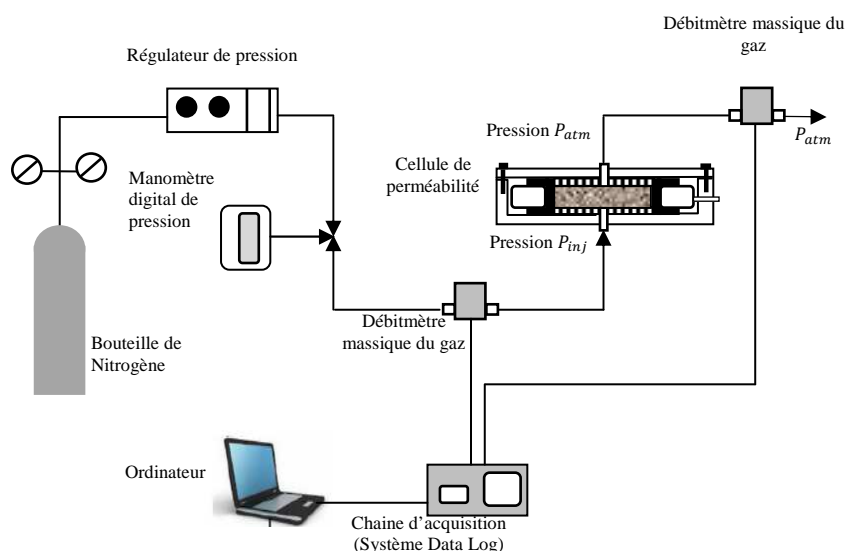 Débitmètre massique du
gaz
Régulateur de pression
Pression P_atm
P_atm
Cellule de
perméabilité
Manomètre
digital de
pression
Pression P_inj
Débitmètre
massique du gaz
Bouteille de
Nitrogène
Ordinateur
Chaine d’acquisition
(Système Data Log)